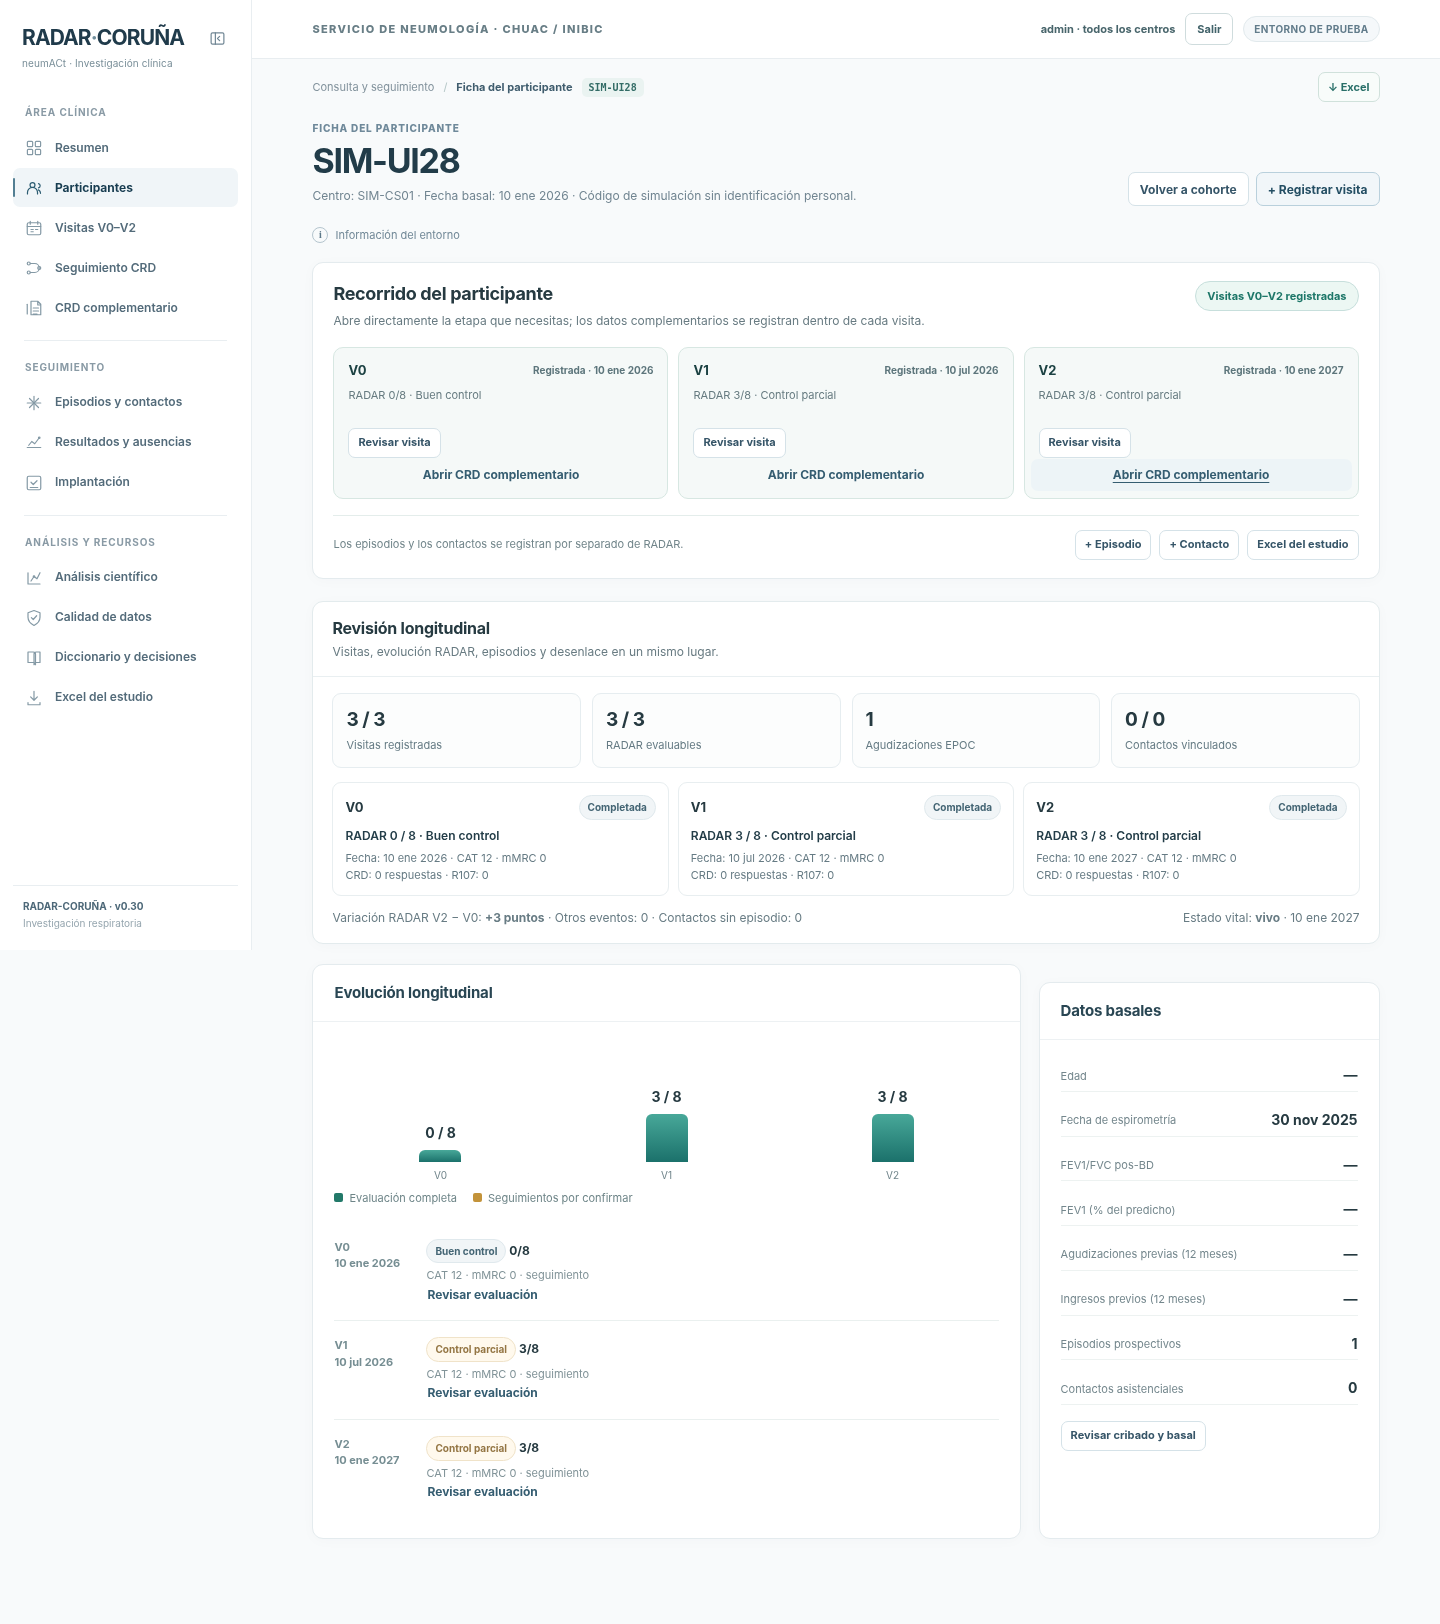 RADAR·CORUÑA
neumACt · Investigación clínica
ÁREA CLÍNICA
Resumen
Participantes
Visitas V0–V2
Seguimiento CRD
CRD complementario
SEGUIMIENTO
Episodios y contactos
Resultados y ausencias
Implantación
ANÁLISIS Y RECURSOS
Análisis científico
Calidad de datos
Diccionario y decisiones
Excel del estudio
RADAR-CORUÑA · v0.30
Investigación respiratoria
SERVICIO DE NEUMOLOGÍA · CHUAC / INIBIC
admin · todos los centros Salir ENTORNO DE PRUEBA
Consulta y seguimiento / Ficha del participante SIM-UI28
↓ Excel
FICHA DEL PARTICIPANTE
SIM-UI28
Centro: SIM-CS01 · Fecha basal: 10 ene 2026 · Código de simulación sin identificación personal.
Volver a cohorte + Registrar visita
i Información del entorno
Recorrido del participante
Visitas V0–V2 registradas
Abre directamente la etapa que necesitas; los datos complementarios se registran dentro de cada visita.
V0 Registrada · 10 ene 2026
RADAR 0/8 · Buen control
Revisar visita
Abrir CRD complementario
V1 Registrada · 10 jul 2026
RADAR 3/8 · Control parcial
Revisar visita
Abrir CRD complementario
V2 Registrada · 10 ene 2027
RADAR 3/8 · Control parcial
Revisar visita
Abrir CRD complementario
Los episodios y los contactos se registran por separado de RADAR.
+ Episodio + Contacto Excel del estudio
Revisión longitudinal
Visitas, evolución RADAR, episodios y desenlace en un mismo lugar.
3 / 3
Visitas registradas
3 / 3
RADAR evaluables
1
Agudizaciones EPOC
0 / 0
Contactos vinculados
V0 Completada
RADAR 0 / 8 · Buen control
Fecha: 10 ene 2026 · CAT 12 · mMRC 0
CRD: 0 respuestas · R107: 0
V1 Completada
RADAR 3 / 8 · Control parcial
Fecha: 10 jul 2026 · CAT 12 · mMRC 0
CRD: 0 respuestas · R107: 0
V2 Completada
RADAR 3 / 8 · Control parcial
Fecha: 10 ene 2027 · CAT 12 · mMRC 0
CRD: 0 respuestas · R107: 0
Variación RADAR V2 − V0: +3 puntos · Otros eventos: 0 · Contactos sin episodio: 0
Estado vital: vivo · 10 ene 2027
Evolución longitudinal
0 / 8
V0
3 / 8
V1
3 / 8
V2
Evaluación completa Seguimientos por confirmar
V0
10 ene 2026
Buen control 0/8
CAT 12 · mMRC 0 · seguimiento
Revisar evaluación
V1
10 jul 2026
Control parcial 3/8
CAT 12 · mMRC 0 · seguimiento
Revisar evaluación
V2
10 ene 2027
Control parcial 3/8
CAT 12 · mMRC 0 · seguimiento
Revisar evaluación
Datos basales
Edad —
Fecha de espirometría 30 nov 2025
FEV1/FVC pos-BD —
FEV1 (% del predicho) —
Agudizaciones previas (12 meses) —
Ingresos previos (12 meses) —
Episodios prospectivos 1
Contactos asistenciales 0
Revisar cribado y basal